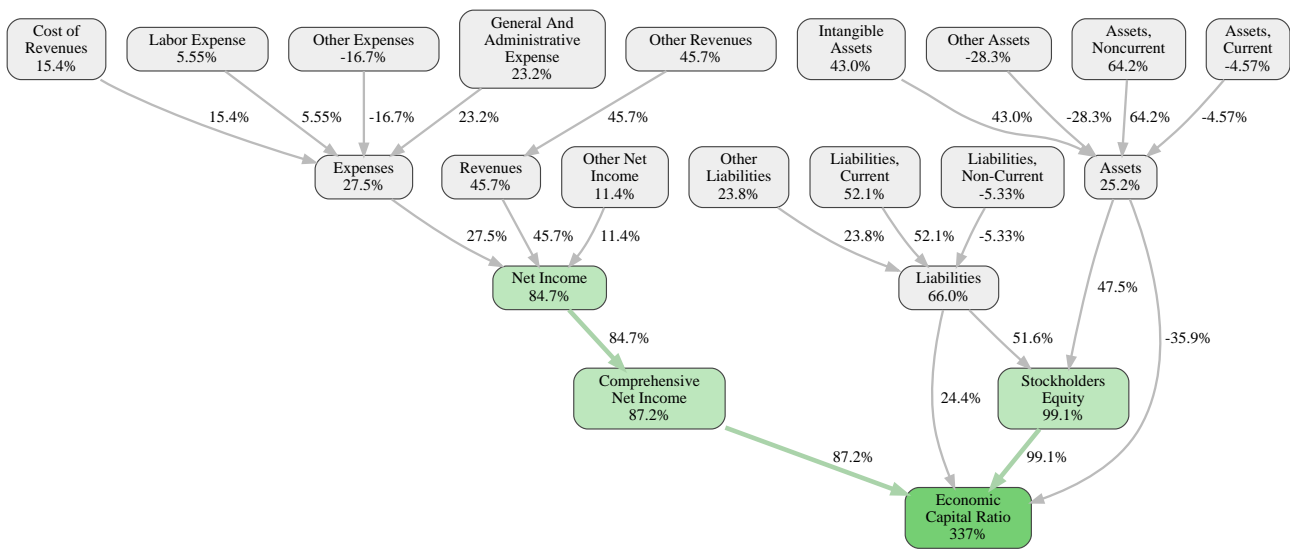 Cost of
Revenues
15.4%
Labor Expense
5.55%
Other Expenses
-16.7%
General And
Administrative
Expense
23.2%
Other Revenues
45.7%
Intangible
Assets
43.0%
Other Assets
-28.3%
Assets,
Noncurrent
64.2%
Assets,
Current
-4.57%
15.4%
5.55%
-16.7%
23.2%
45.7%
43.0%
-28.3%
64.2%
-4.57%
Expenses
27.5%
Revenues
45.7%
Other Net
Income
11.4%
Other
Liabilities
23.8%
Liabilities,
Current
52.1%
Liabilities,
Non-Current
-5.33%
Assets
25.2%
27.5%
45.7%
11.4%
23.8%
52.1%
-5.33%
Net Income
84.7%
Liabilities
66.0%
47.5%
84.7%
51.6%
-35.9%
Comprehensive
Net Income
87.2%
24.4%
Stockholders
Equity
99.1%
87.2%
99.1%
Economic
Capital Ratio
337%